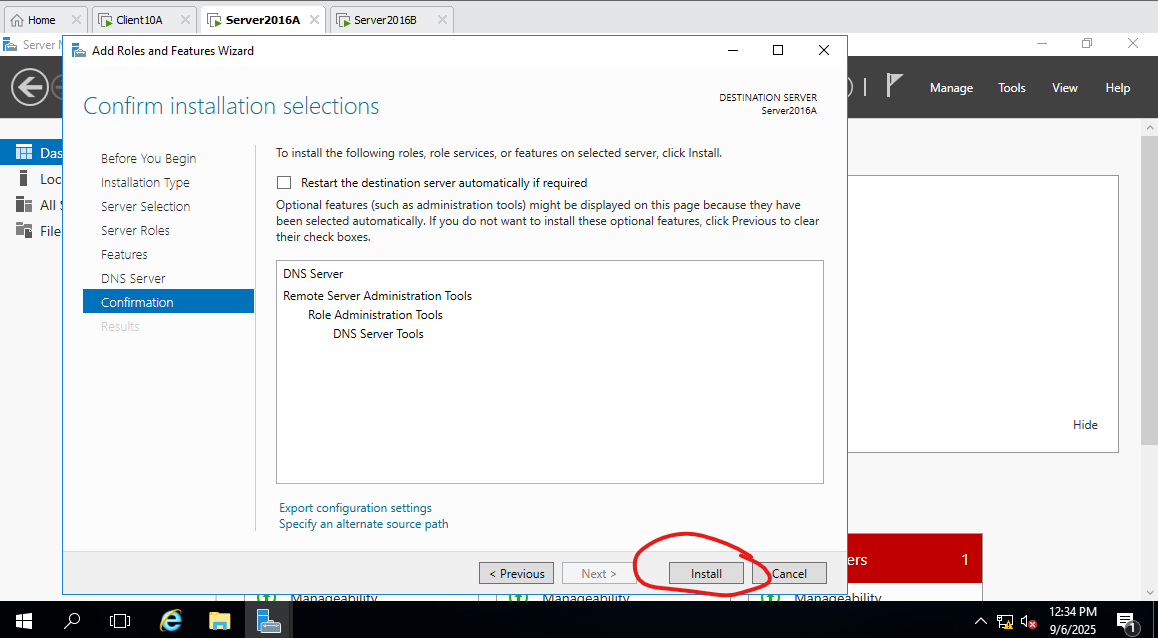 Home
Client10A
Server2016A
Server2016B
Server
Add Roles and Features Wizard
Manage Tools View Help
Confirm installation selections
DESTINATION SERVER
Server2016A
Before You Begin
Installation Type
Server Selection
Server Roles
Features
DNS Server
Confirmation
Results
To install the following roles, role services, or features on selected server, click Install.
Restart the destination server automatically if required
Optional features (such as administration tools) might be displayed on this page because they have
been selected automatically. If you do not want to install these optional features, click Previous to clear
their check boxes.
DNS Server
Remote Server Administration Tools
Role Administration Tools
DNS Server Tools
Export configuration settings
Specify an alternate source path
< Previous
Next >
Install
Cancel
Das
Loc
All
File
Hide
ers 1
Manageability
Manageability
Manageability
12:34 PM
9/6/2025
1